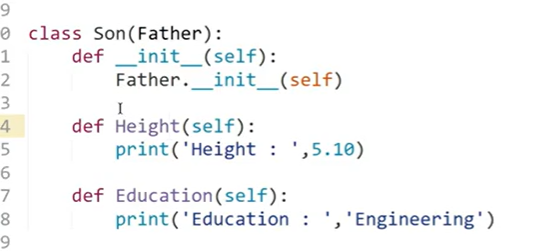 9
0 class Son(Father):
1     def __init__(self):
2         Father.__init__(self)
3
4     def Height(self):
5         print('Height : ',5.10)
6
7     def Education(self):
8         print('Education : ','Engineering')
9